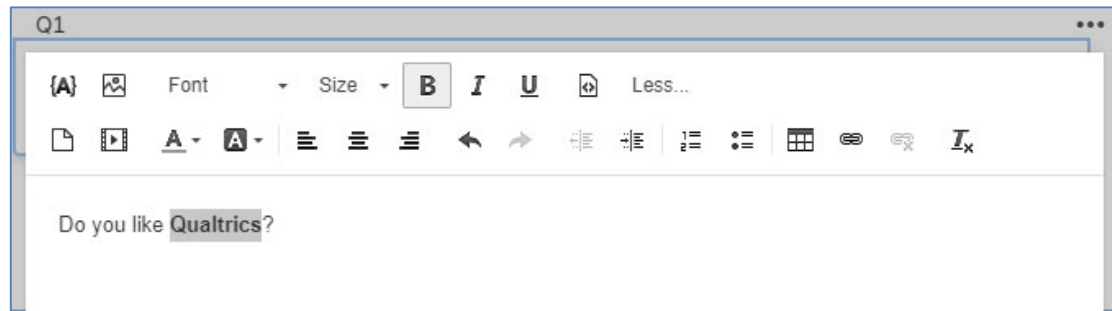 Q1
{A} Font Size B I U Less...
A A
Do you like Qualtrics?